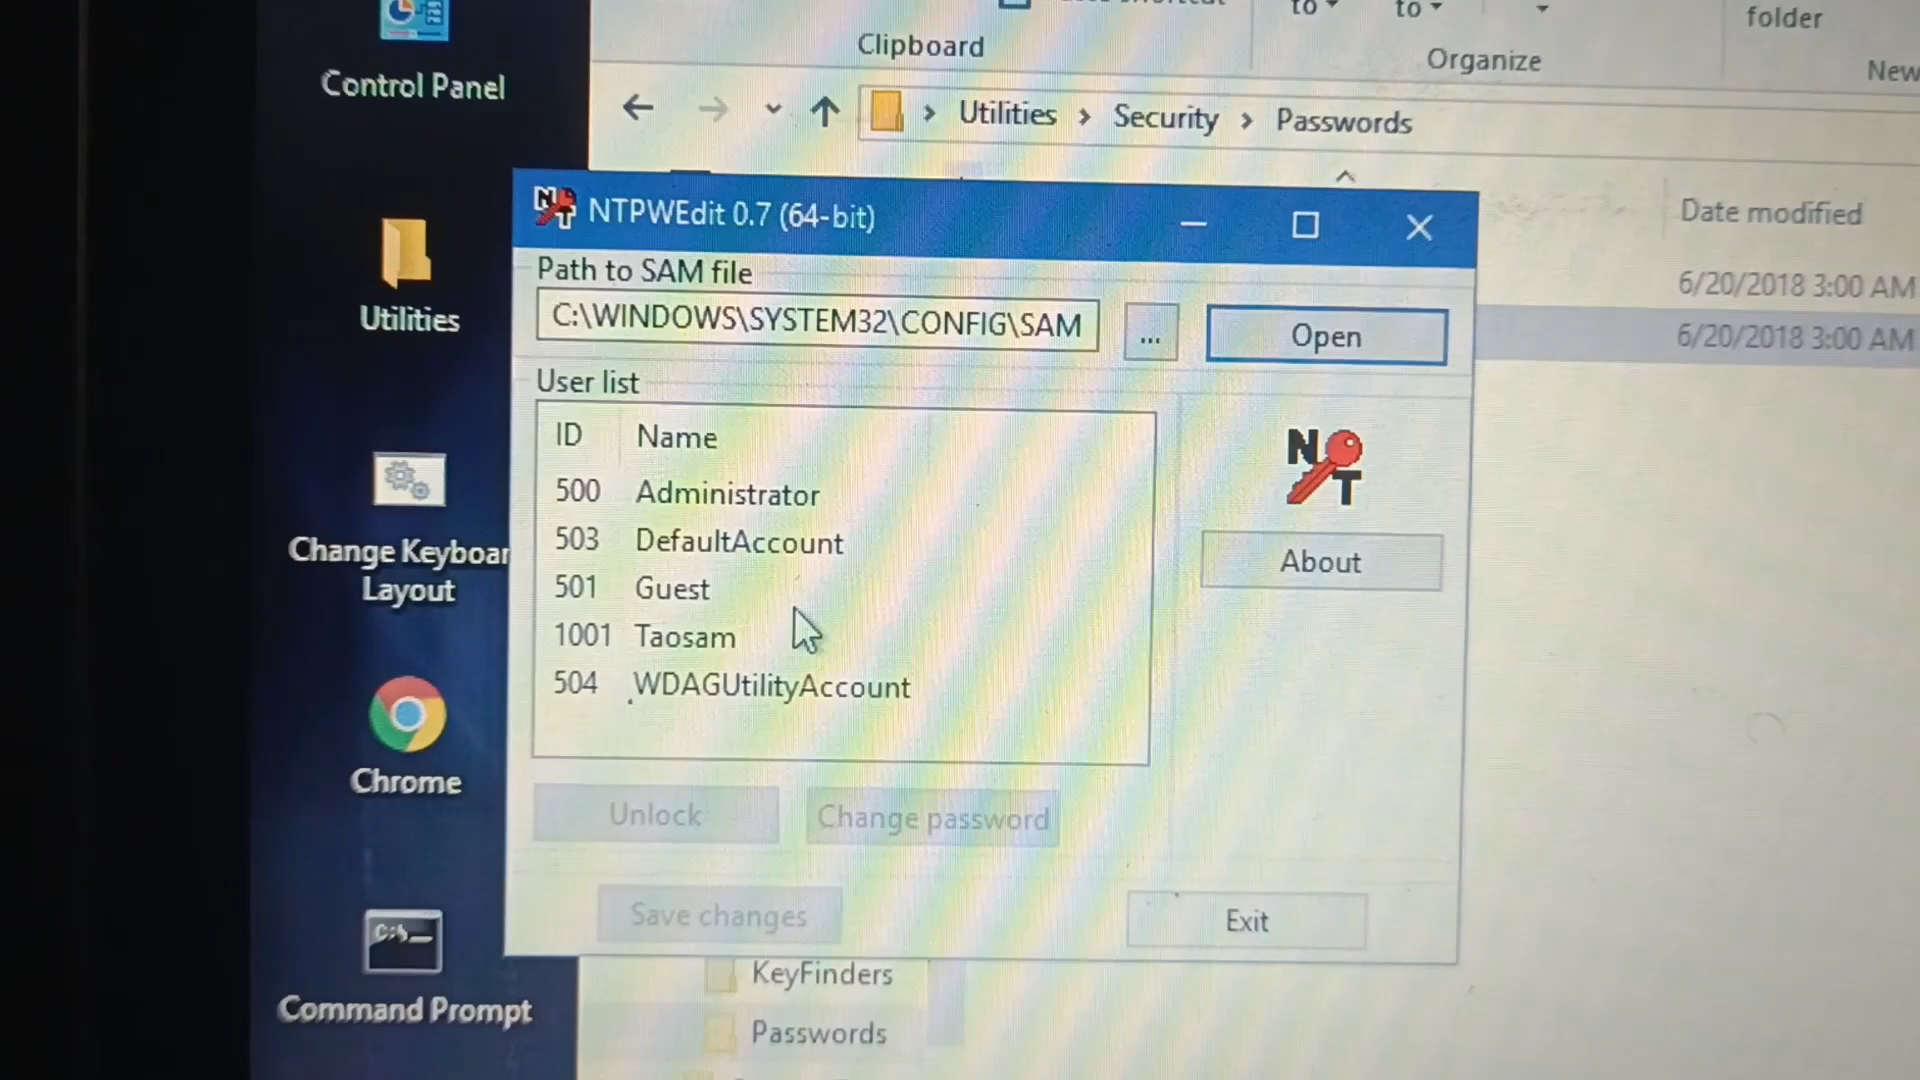 Control Panel
Utilities
Change Keyboar
Layout
Chrome
Command Prompt
Clipboard
to
to
Organize
folder
New
Utilities > Security > Passwords
Date modified
6/20/2018 3:00 AM
6/20/2018 3:00 AM
NTPWEdit 0.7 (64-bit)
Path to SAM file
C:\WINDOWS\SYSTEM32\CONFIG\SAM
...
Open
User list
ID Name
500 Administrator
503 DefaultAccount
501 Guest
1001 Taosam
504 WDAGUtilityAccount
NT
About
Unlock
Change password
Save changes
Exit
KeyFinders
Passwords